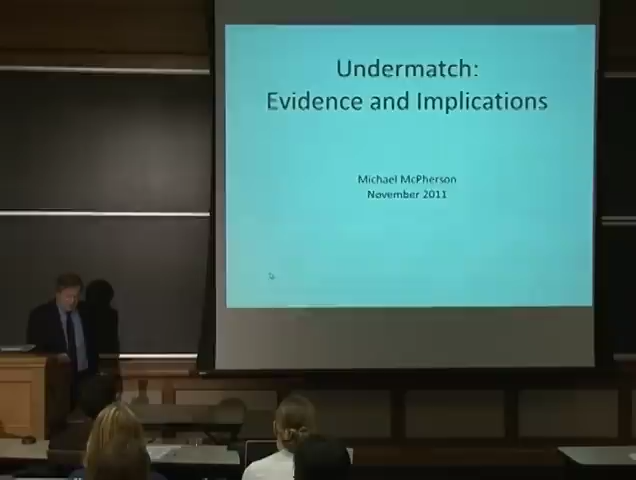 Undermatch:
Evidence and Implications
Michael McPherson
November 2011